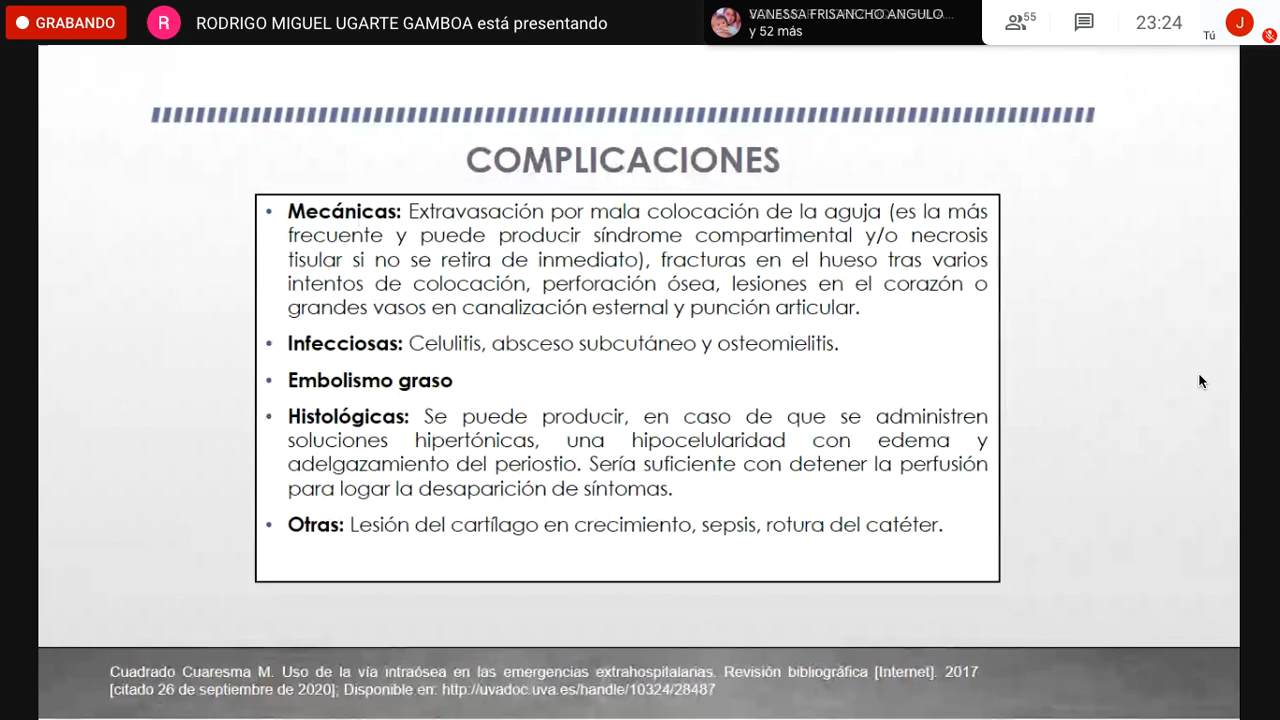 GRABANDO
R
RODRIGO MIGUEL UGARTE GAMBOA está presentando
VANESSA FRISANCHO ANGULO...
y 52 más
55
23:24
Tú
J
COMPLICACIONES
• Mecánicas: Extravasación por mala colocación de la aguja (es la más
frecuente y puede producir síndrome compartimental y/o necrosis
tisular si no se retira de inmediato), fracturas en el hueso tras varios
intentos de colocación, perforación ósea, lesiones en el corazón o
grandes vasos en canalización esternal y punción articular.
• Infecciosas: Celulitis, absceso subcutáneo y osteomielitis.
• Embolismo graso
• Histológicas: Se puede producir, en caso de que se administren
soluciones hipertónicas, una hipocelularidad con edema y
adelgazamiento del periostio. Sería suficiente con detener la perfusión
para logar la desaparición de síntomas.
• Otras: Lesión del cartílago en crecimiento, sepsis, rotura del catéter.
Cuadrado Cuaresma M. Uso de la vía intraósea en las emergencias extrahospitalarias. Revisión bibliográfica [Internet]. 2017
[citado 26 de septiembre de 2020]; Disponible en: http://uvadoc.uva.es/handle/10324/28487